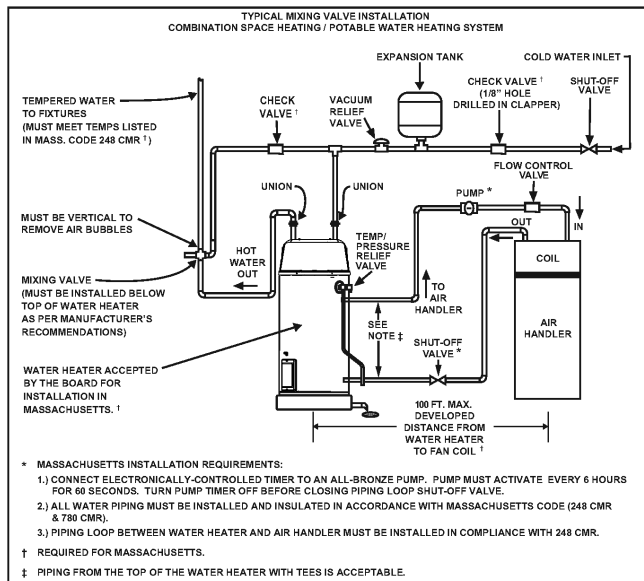 TYPICAL MIXING VALVE INSTALLATION
COMBINATION SPACE HEATING / POTABLE WATER HEATING SYSTEM
EXPANSION TANK
COLD WATER INLET
TEMPERED WATER
TO FIXTURES
(MUST MEET TEMPS LISTED
IN MASS. CODE 248 CMR †)
CHECK
VALVE †
VACUUM
RELIEF
VALVE
CHECK VALVE †
(1/8" HOLE
DRILLED IN CLAPPER)
SHUT-OFF
VALVE
FLOW CONTROL
VALVE
UNION
UNION
PUMP *
OUT
IN
MUST BE VERTICAL TO
REMOVE AIR BUBBLES
HOT
WATER
OUT
TEMP/
PRESSURE
RELIEF
VALVE
COIL
MIXING VALVE
(MUST BE INSTALLED BELOW
TOP OF WATER HEATER
AS PER MANUFACTURER'S
RECOMMENDATIONS)
TO
AIR
HANDLER
AIR
HANDLER
SEE
NOTE ‡
SHUT-OFF
VALVE *
WATER HEATER ACCEPTED
BY THE BOARD FOR
INSTALLATION IN
MASSACHUSETTS. †
100 FT. MAX.
DEVELOPED
DISTANCE FROM
WATER HEATER
TO FAN COIL †
* MASSACHUSETTS INSTALLATION REQUIREMENTS:
1.) CONNECT ELECTRONICALLY-CONTROLLED TIMER TO AN ALL-BRONZE PUMP. PUMP MUST ACTIVATE EVERY 6 HOURS
FOR 60 SECONDS. TURN PUMP TIMER OFF BEFORE CLOSING PIPING LOOP SHUT-OFF VALVE.
2.) ALL WATER PIPING MUST BE INSTALLED AND INSULATED IN ACCORDANCE WITH MASSACHUSETTS CODE (248 CMR
& 780 CMR).
3.) PIPING LOOP BETWEEN WATER HEATER AND AIR HANDLER MUST BE INSTALLED IN COMPLIANCE WITH 248 CMR.
† REQUIRED FOR MASSACHUSETTS.
‡ PIPING FROM THE TOP OF THE WATER HEATER WITH TEES IS ACCEPTABLE.